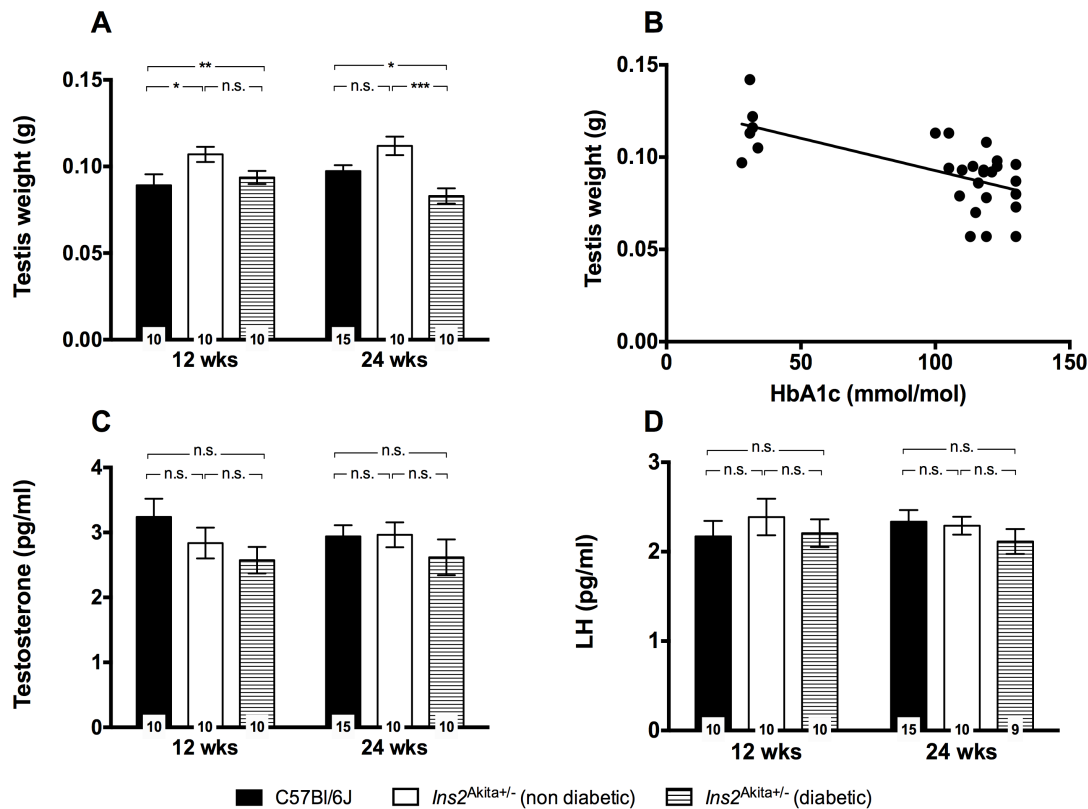 A
Testis weight (g)
0.15
0.10
0.05
0.00
**
* n.s.
*
n.s. ***
10 10 10 15 10 10
12 wks 24 wks
B
Testis weight (g)
0.15
0.10
0.05
0.00
0 50 100 150
HbA1c (mmol/mol)
C
Testosterone (pg/ml)
4
3
2
1
0
n.s. n.s.
n.s. n.s. n.s. n.s.
10 10 10 15 10 10
12 wks 24 wks
D
LH (pg/ml)
3
2
1
0
n.s. n.s.
n.s. n.s. n.s. n.s.
10 10 10 15 10 9
12 wks 24 wks
C57Bl/6J Ins2Akita+/- (non diabetic) Ins2Akita+/- (diabetic)